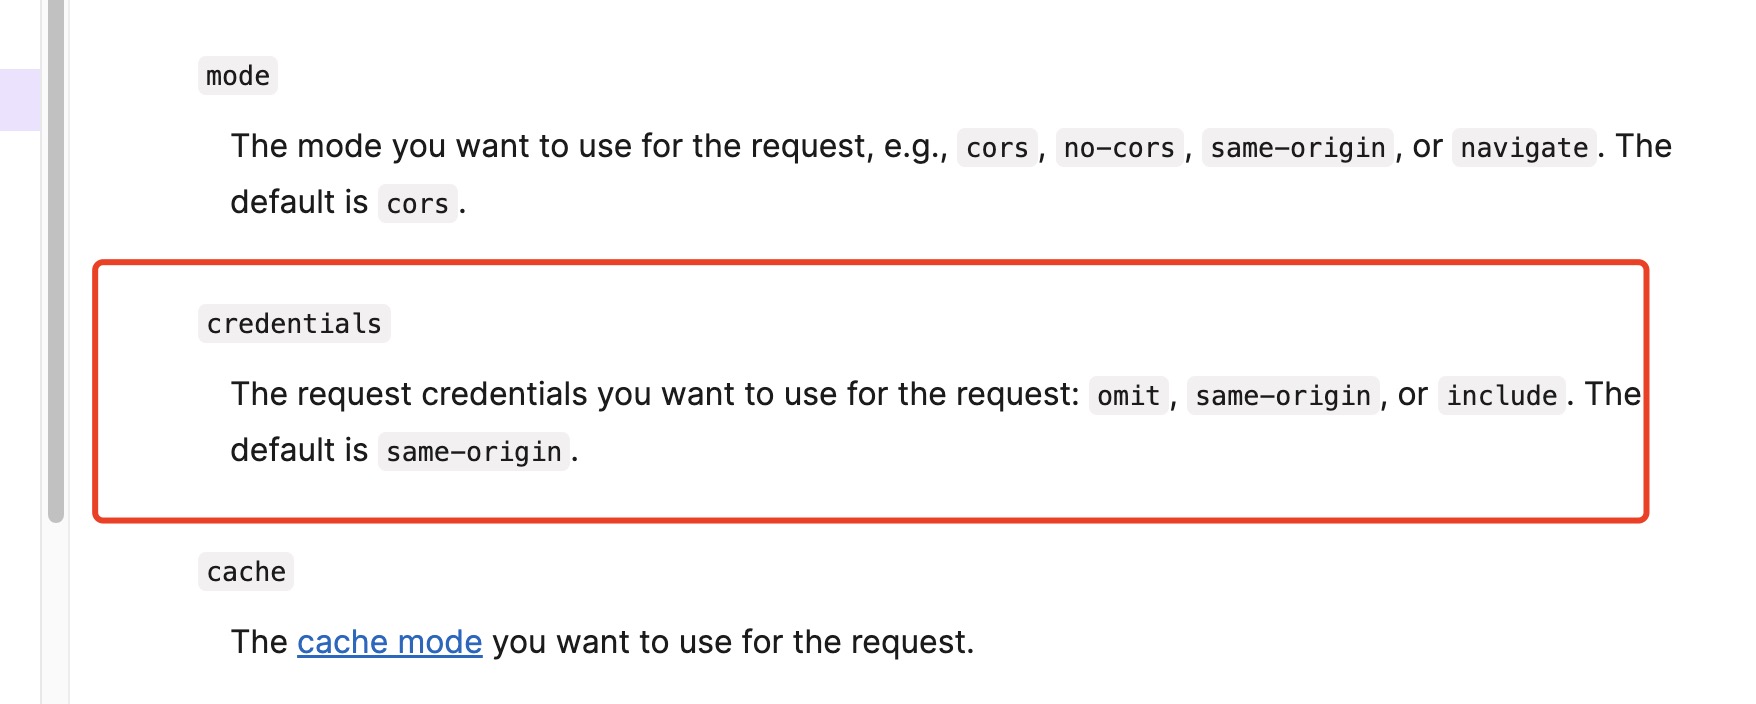 mode
The mode you want to use for the request, e.g., cors, no-cors, same-origin, or navigate. The
default is cors.
credentials
The request credentials you want to use for the request: omit, same-origin, or include. The
default is same-origin.
cache
The cache mode you want to use for the request.